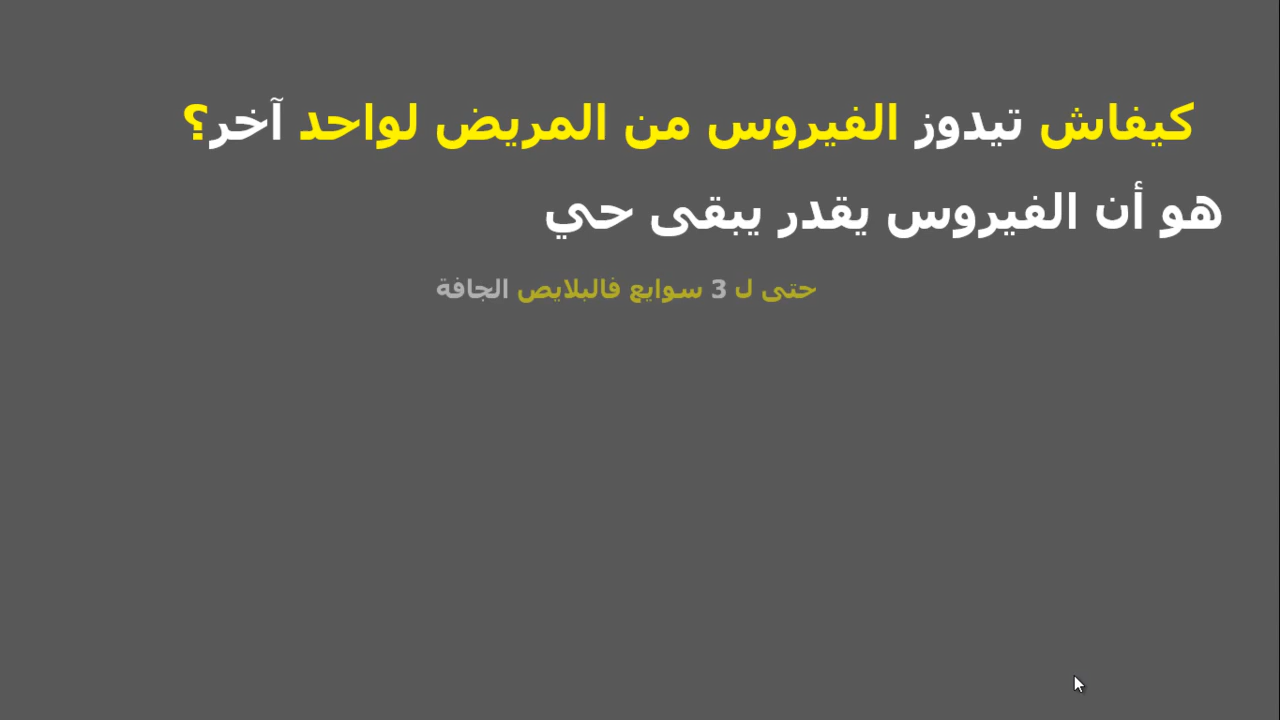 كيفاش تيدوز الفيروس من المريض لواحد آخر؟
هو أن الفيروس يقدر يبقى حي
حتى ل 3 سوايع فالبلايص الجافة